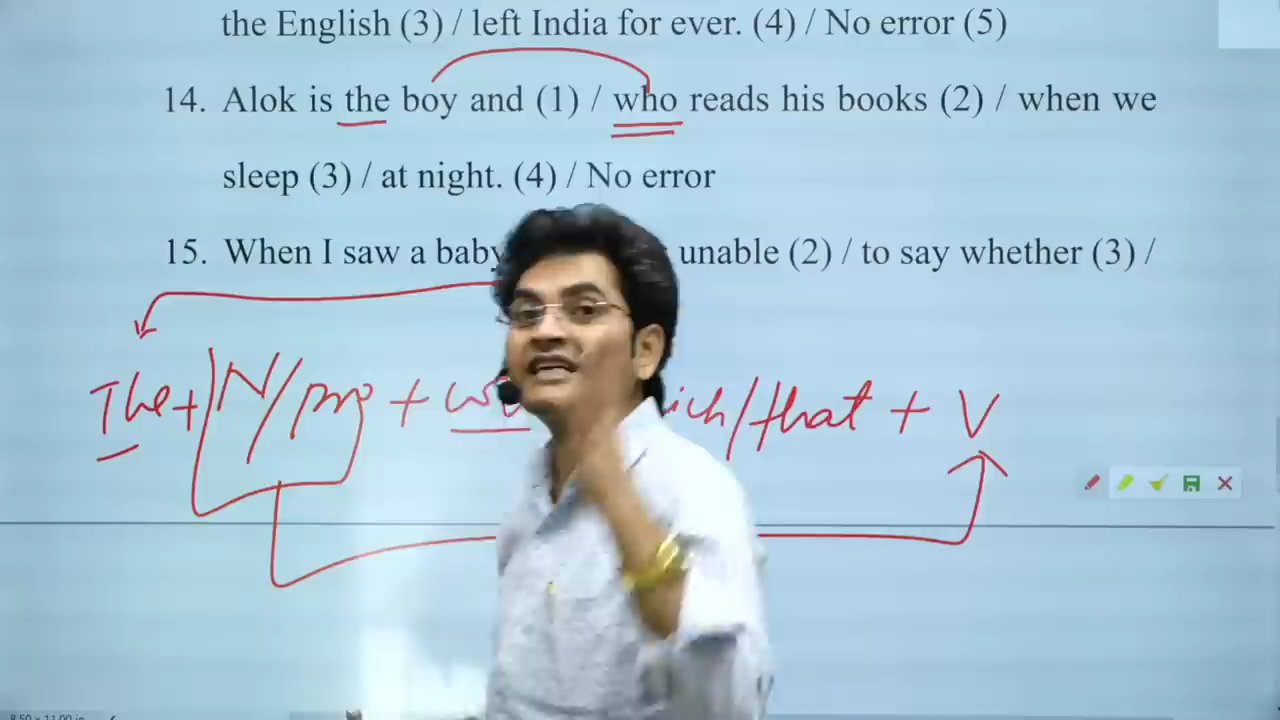 the English (3) / left India for ever. (4) / No error (5)
14. Alok is the boy and (1) / who reads his books (2) / when we
sleep (3) / at night. (4) / No error
15. When I saw a baby unable (2) / to say whether (3) /
The + N/pro + ich/that + V